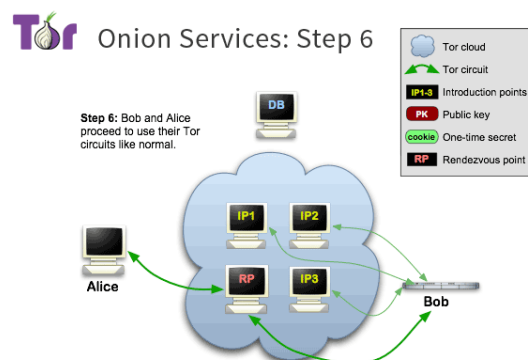 Tor Onion Services: Step 6
Tor cloud
Tor circuit
IP1-3 Introduction points
PK Public key
cookie One-time secret
RP Rendezvous point
Step 6: Bob and Alice
proceed to use their Tor
circuits like normal.
DB
IP1 IP2
Alice
RP IP3
Bob